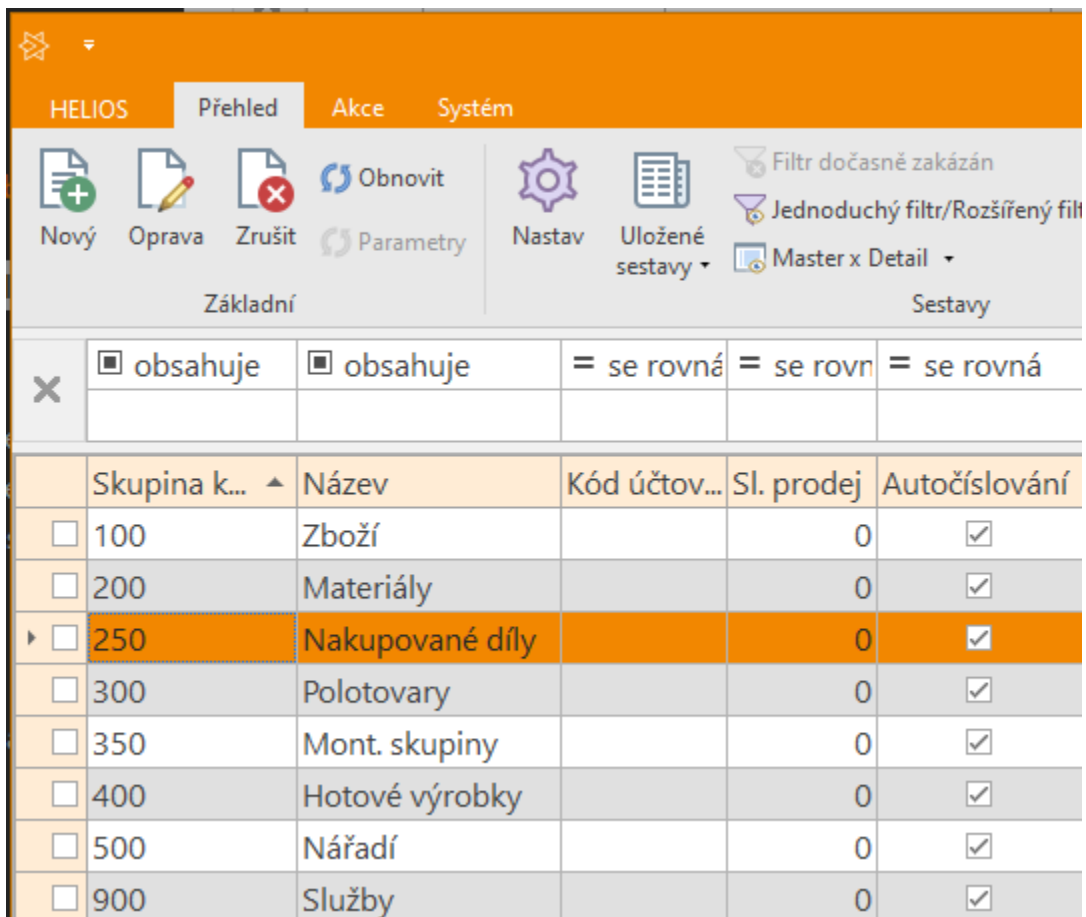 HELIOS Přehled Akce Systém
Nový Oprava Zrušit Obnovit Parametry
Základní
Nastav Uložené sestavy
Filtr dočasně zakázán
Jednoduchý filtr/Rozšířený filt
Master x Detail
Sestavy
obsahuje obsahuje = se rovná = se rovn = se rovná
Skupina k... Název Kód účtov... Sl. prodej Autočíslování
100 Zboží 0
200 Materiály 0
250 Nakupované díly 0
300 Polotovary 0
350 Mont. skupiny 0
400 Hotové výrobky 0
500 Nářadí 0
900 Služby 0